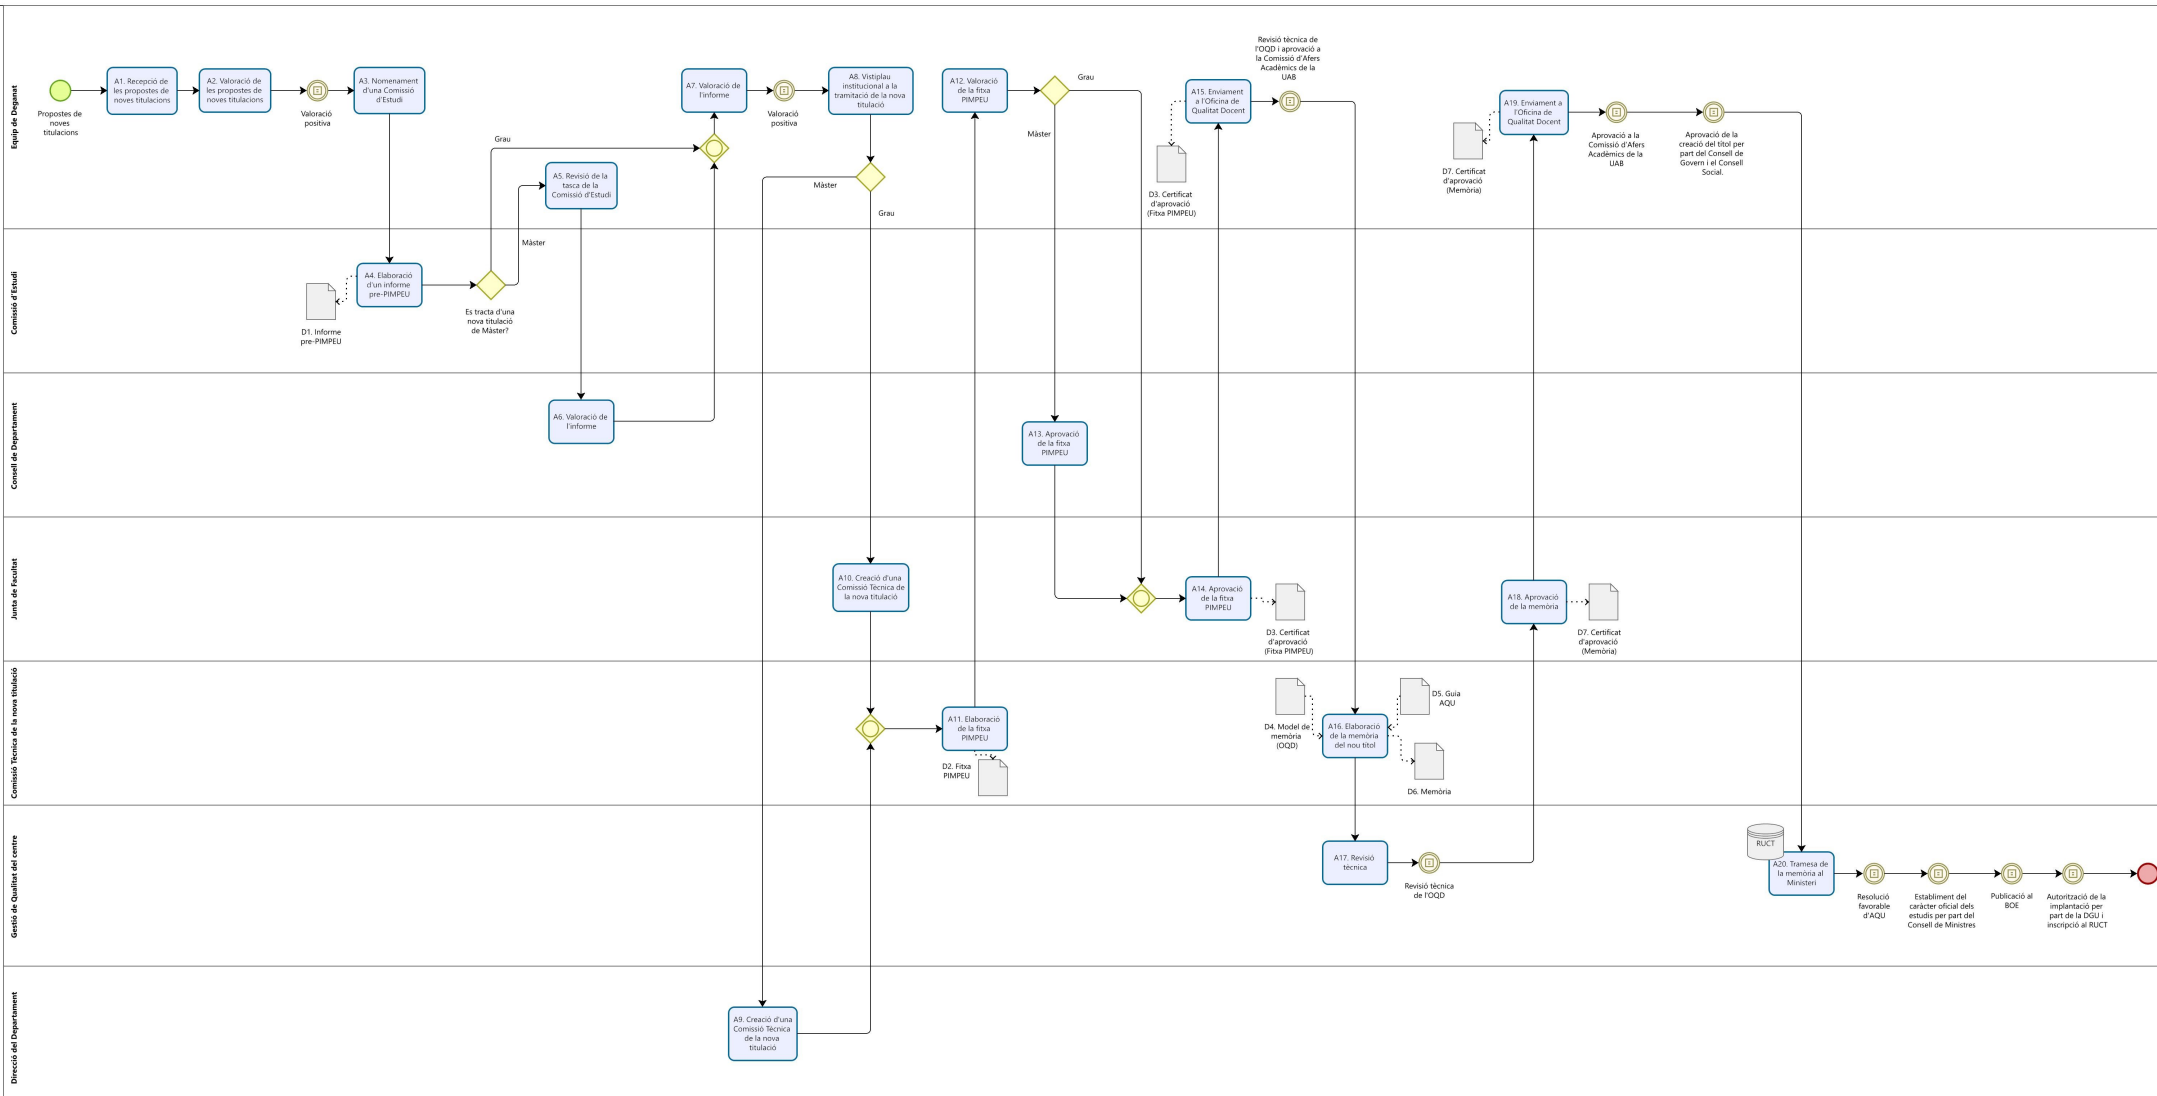 Equip de Deganat
Propostes de
noves
titulacions
A1. Recepció de
les propostes de
noves titulacions
A2. Valoració de
les propostes de
noves titulacions
Valoració
positiva
A3. Nomenament
d'una Comissió
d'Estudi
Grau
Màster
A5. Revisió de la
tasca de la
Comissió d'Estudi
A7. Valoració de
l'informe
Valoració
positiva
A8. Vistiplau
institucional a la
tramitació de la nova
titulació
Màster
Grau
A12. Valoració
de la fitxa
PIMPEU
Grau
Màster
D3. Certificat
d'aprovació
(Fitxa PIMPEU)
A15. Enviament
a l'Oficina de
Qualitat Docent
Revisió tècnica de
l'OQD i aprovació a
la Comissió d'Afers
Acadèmics de la
UAB
D7. Certificat
d'aprovació
(Memòria)
A19. Enviament a
l'Oficina de
Qualitat Docent
Aprovació a la
Comissió d'Afers
Acadèmics de la
UAB
Aprovació de la
creació del títol per
part del Consell de
Govern i el Consell
Social.
Comissió d'Estudi
D1. Informe
pre-PIMPEU
A4. Elaboració
d'un informe
pre-PIMPEU
Es tracta d'una
nova titulació
de Màster?
Consell de Departament
A6. Valoració de
l'informe
A13. Aprovació
de la fitxa
PIMPEU
Junta de Facultat
A10. Creació d'una
Comissió Tècnica de
la nova titulació
A14. Aprovació
de la fitxa
PIMPEU
D3. Certificat
d'aprovació
(Fitxa PIMPEU)
A18. Aprovació
de la memòria
D7. Certificat
d'aprovació
(Memòria)
Comissió Tècnica de la nova titulació
A11. Elaboració
de la fitxa
PIMPEU
D2. Fitxa
PIMPEU
D4. Model de
memòria
(OQD)
A16. Elaboració
de la memòria
del nou títol
D5. Guia
AQU
D6. Memòria
Gestió de Qualitat del centre
A17. Revisió
tècnica
Revisió tècnica
de l'OQD
RUCT
A20. Tramesa de
la memòria al
Ministeri
Resolució
favorable
d'AQU
Establiment del
caràcter oficial dels
estudis per part del
Consell de Ministres
Publicació al
BOE
Autorització de la
implantació per
part de la DGU i
inscripció al RUCT
Direcció del Departament
A9. Creació d'una
Comissió Tècnica
de la nova
titulació